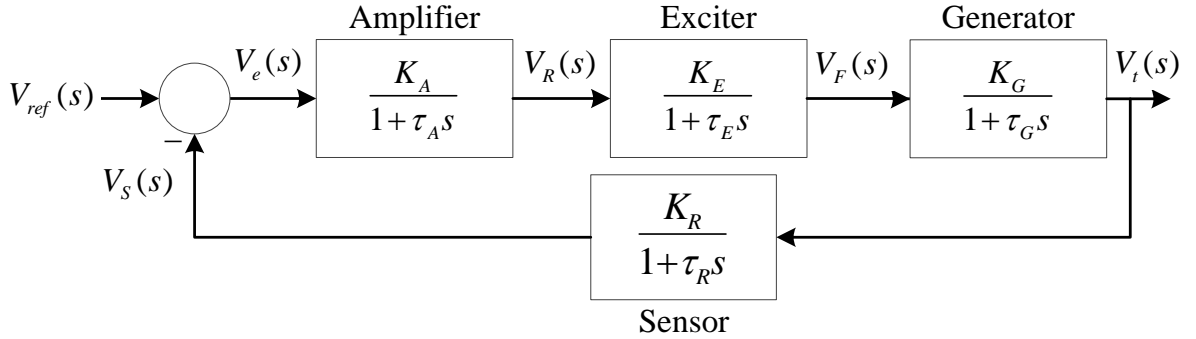 Amplifier
Exciter
Generator
V_e(s)
V_R(s)
V_F(s)
V_t(s)
V_ref(s)
K_A
1+τ_A s
K_E
1+τ_E s
K_G
1+τ_G s
−
V_S(s)
K_R
1+τ_R s
Sensor